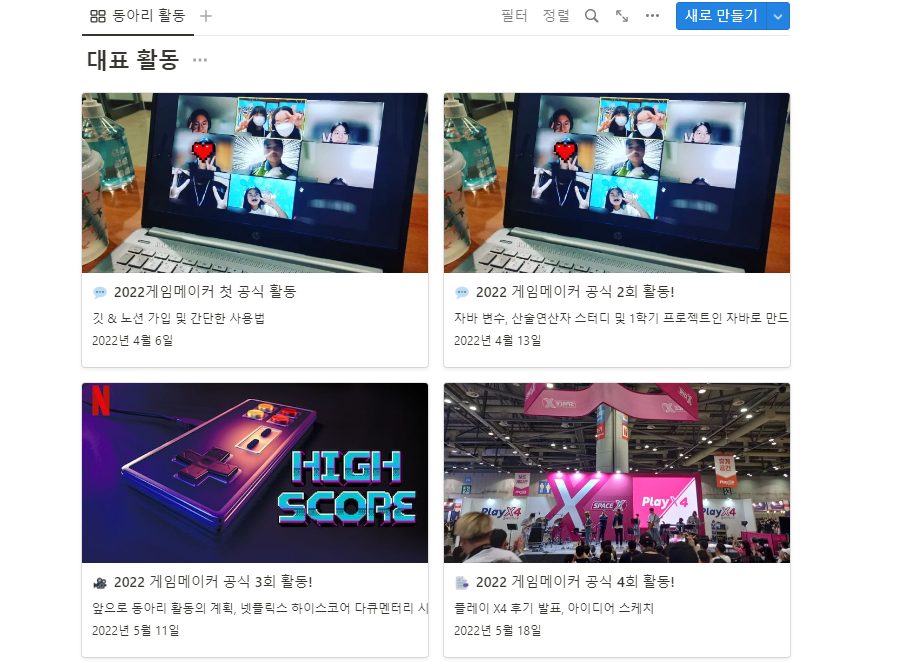 동아리 활동
필터 정렬 새로 만들기
대표 활동
2022게임메이커 첫 공식 활동
깃 & 노션 가입 및 간단한 사용법
2022년 4월 6일
2022 게임메이커 공식 2회 활동!
자바 변수, 산술연산자 스터디 및 1학기 프로젝트인 자바로 만드
2022년 4월 13일
N
HIGH
SCORE
2022 게임메이커 공식 3회 활동!
앞으로 동아리 활동의 계획, 넷플릭스 하이스코어 다큐멘터리 시
2022년 5월 11일
X
SPACE X
PlayX4
PlayX4
PlayX4
2022 게임메이커 공식 4회 활동!
플레이 X4 후기 발표, 아이디어 스케치
2022년 5월 18일